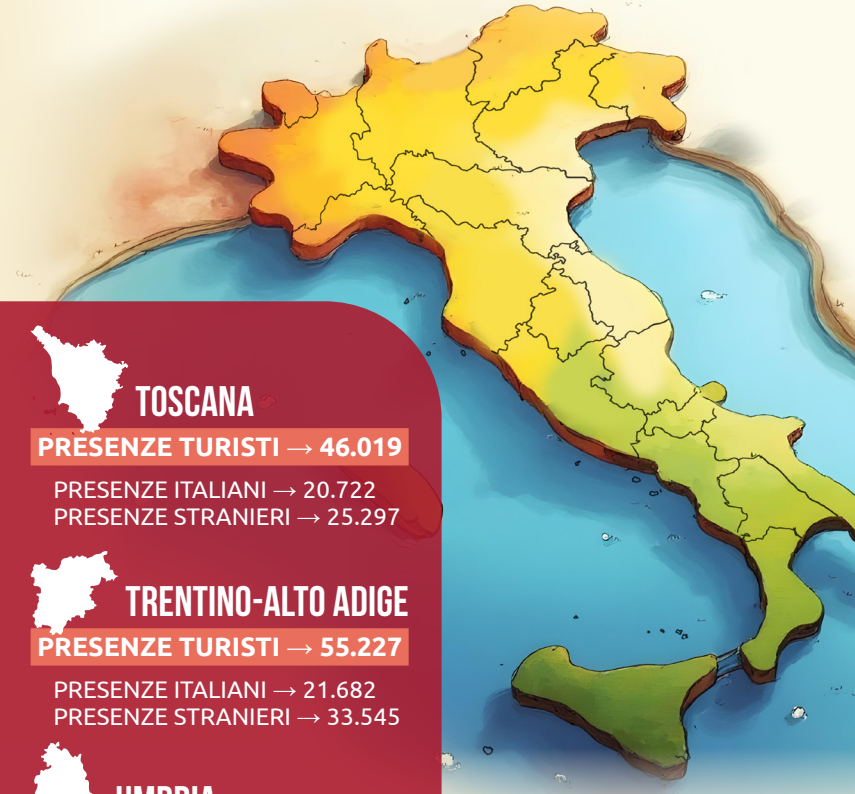 TOSCANA
PRESENZE TURISTI → 46.019
PRESENZE ITALIANI → 20.722
PRESENZE STRANIERI → 25.297
TRENTINO-ALTO ADIGE
PRESENZE TURISTI → 55.227
PRESENZE ITALIANI → 21.682
PRESENZE STRANIERI → 33.545
UMBRIA